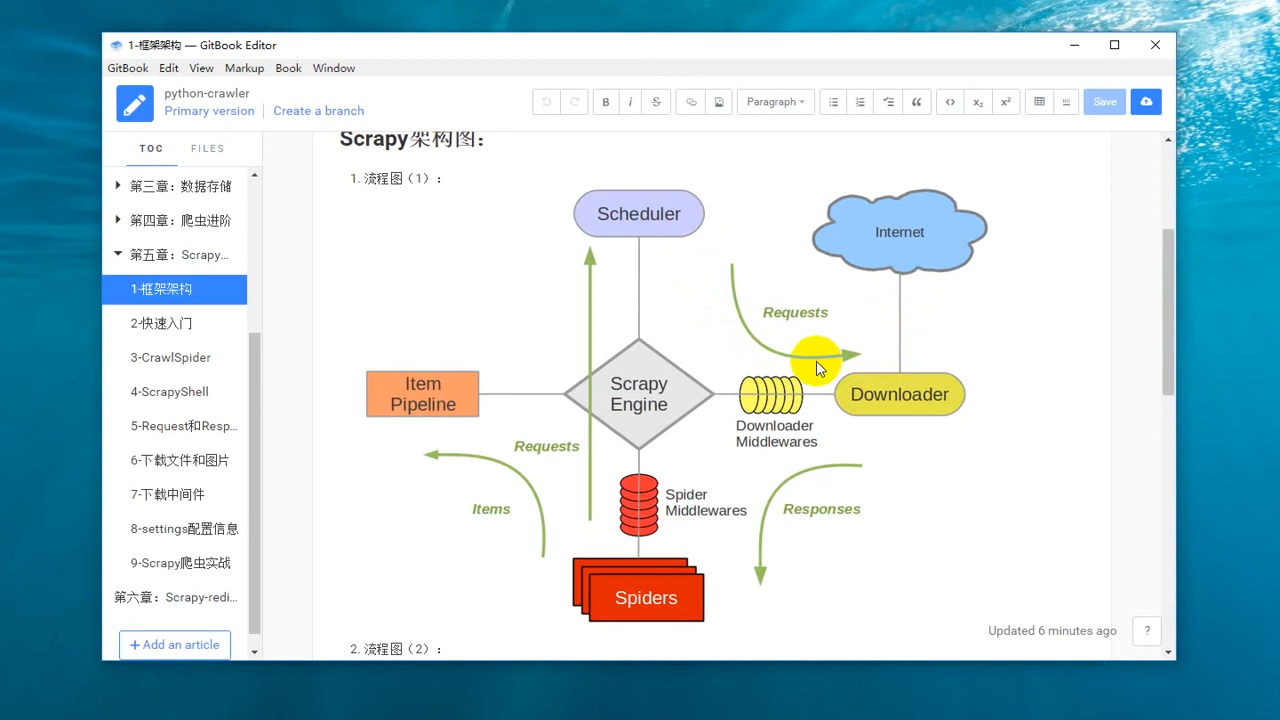 1-框架架构 — GitBook Editor
GitBook Edit View Markup Book Window
python-crawler
Primary version Create a branch
B i S Paragraph Save
TOC FILES
第三章：数据存储
第四章：爬虫进阶
第五章：Scrapy...
1-框架架构
2-快速入门
3-CrawlSpider
4-ScrapyShell
5-Request和Resp...
6-下载文件和图片
7-下载中间件
8-settings配置信息
9-Scrapy爬虫实战
第六章：Scrapy-redi...
+ Add an article
Scrapy架构图：
1. 流程图（1）：
Scheduler
Internet
Requests
Item
Pipeline
Scrapy
Engine
Downloader
Downloader
Middlewares
Requests
Items
Spider
Middlewares
Responses
Spiders
2. 流程图（2）：
Updated 6 minutes ago
?